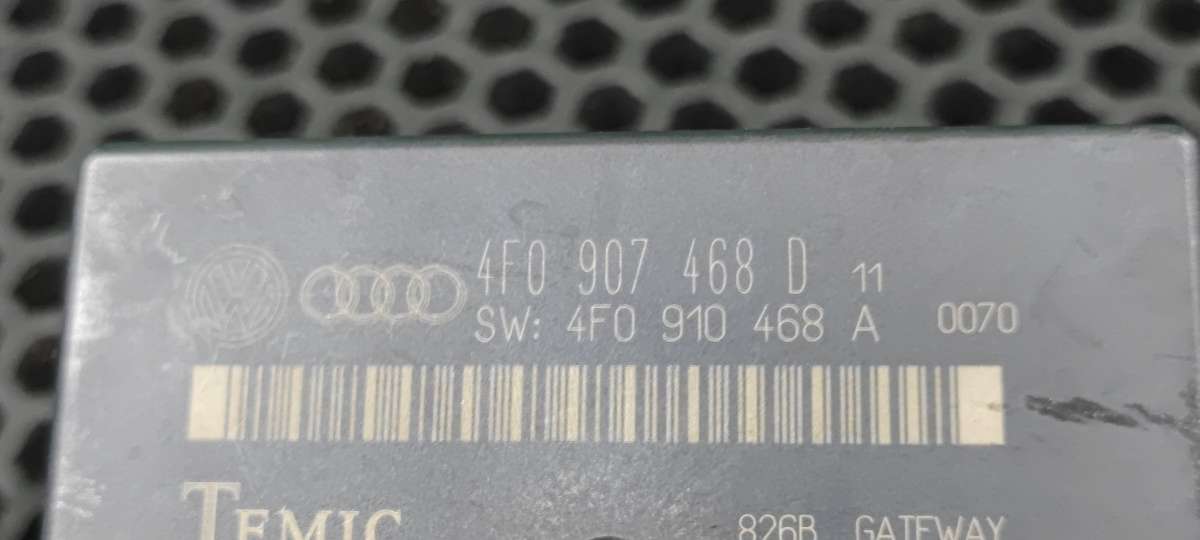 4F0 907 468 D 11
SW: 4F0 910 468 A 0070
TEMIC
826B GATEWAY